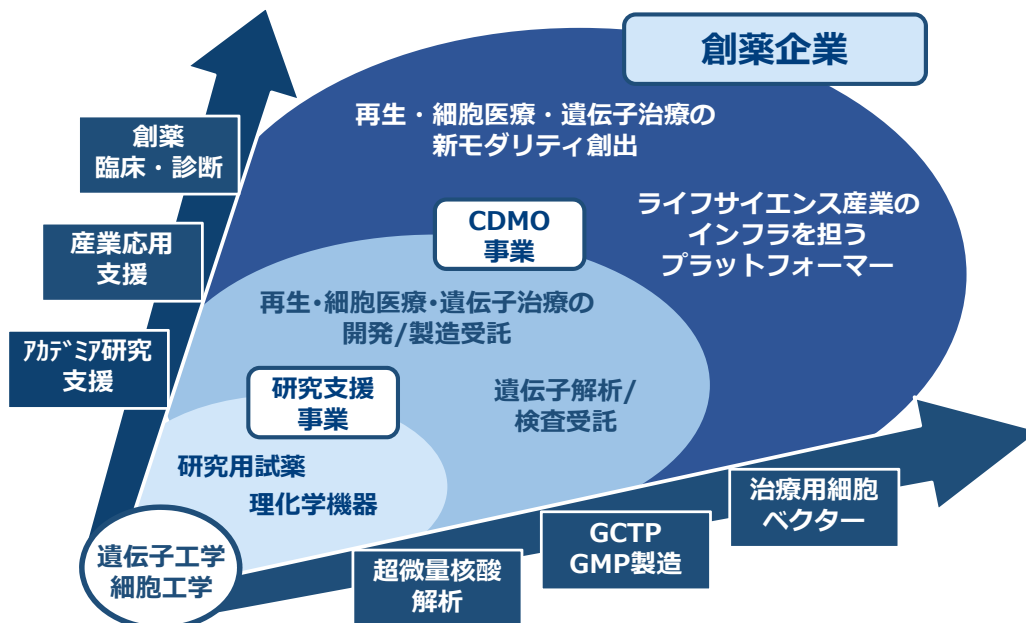 創薬企業
再生・細胞医療・遺伝子治療の
新モダリティ創出
創薬
臨床・診断
ライフサイエンス産業の
インフラを担う
プラットフォーマー
CDMO
事業
産業応用
支援
再生・細胞医療・遺伝子治療の
開発/製造受託
ｱｶﾃﾞﾐｱ研究
支援
研究支援
事業
遺伝子解析/
検査受託
研究用試薬
理化学機器
治療用細胞
ベクター
GCTP
GMP製造
超微量核酸
解析
遺伝子工学
細胞工学